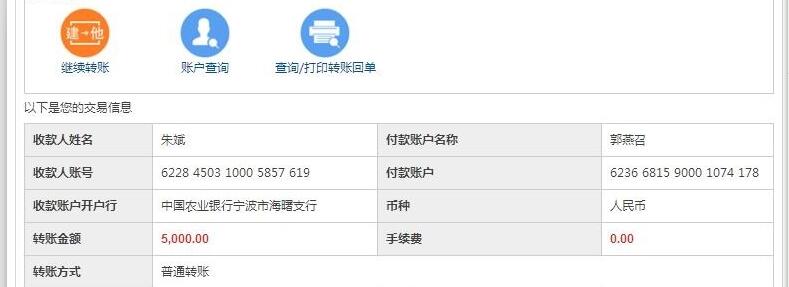 建→他
继续转账 账户查询 查询/打印转账回单
以下是您的交易信息
收款人姓名 朱斌 付款账户名称 郭燕召
收款人账号 6228 4503 1000 5857 619 付款账户 6236 6815 9000 1074 178
收款账户开户行 中国农业银行宁波市海曙支行 币种 人民币
转账金额 5,000.00 手续费 0.00
转账方式 普通转账